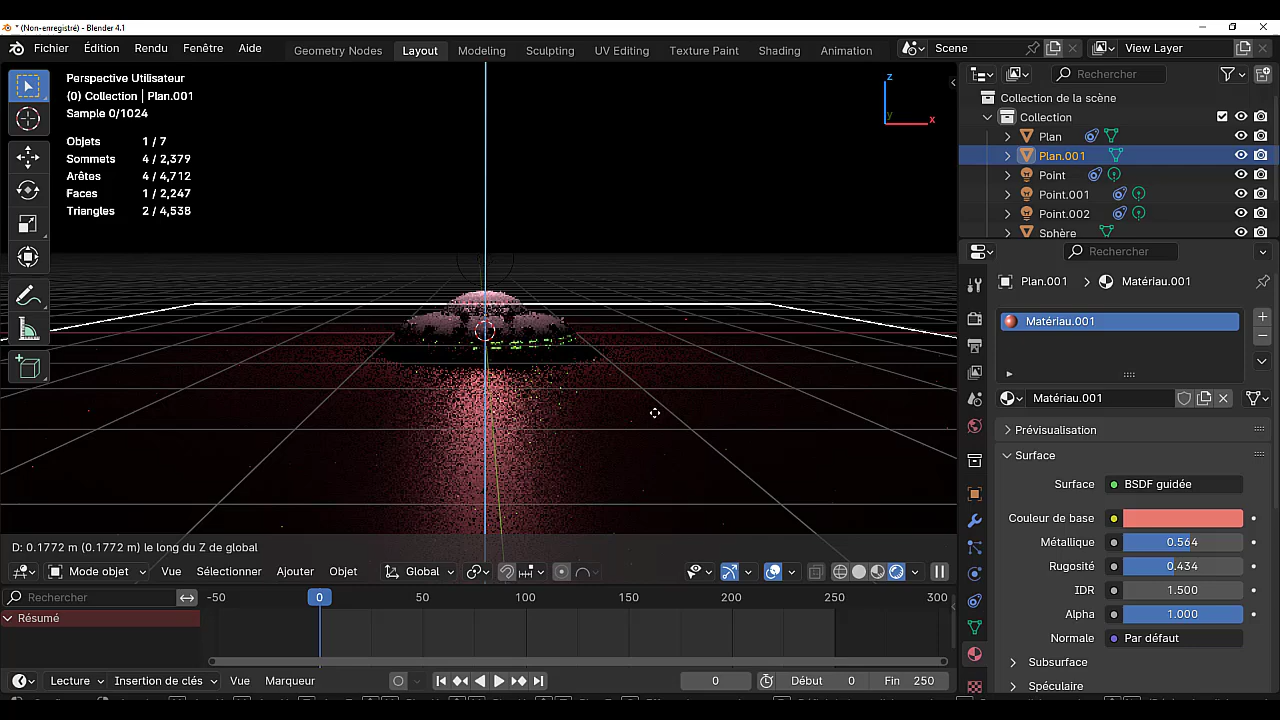 * (Non-enregistré) - Blender 4.1
Fichier Édition Rendu Fenêtre Aide Geometry Nodes Layout Modeling Sculpting UV Editing Texture Paint Shading Animation Scene View Layer
Perspective Utilisateur
(0) Collection | Plan.001
Sample 0/1024
Objets 1 / 7
Sommets 4 / 2,379
Arêtes 4 / 4,712
Faces 1 / 2,247
Triangles 2 / 4,538
z
y
x
Rechercher
Collection de la scène
Collection
Plan
Plan.001
Point
Point.001
Point.002
Sphère
Rechercher
Plan.001 > Matériau.001
Matériau.001
Matériau.001
Prévisualisation
Surface
Surface BSDF guidée
Couleur de base
Métallique 0.564
Rugosité 0.434
IDR 1.500
Alpha 1.000
Normale Par défaut
Subsurface
Spéculaire
D: 0.1772 m (0.1772 m) le long du Z de global
Mode objet Vue Sélectionner Ajouter Objet Global
Rechercher -50 0 50 100 150 200 250 300
Résumé
Lecture Insertion de clés Vue Marqueur 0 Début 0 Fin 250